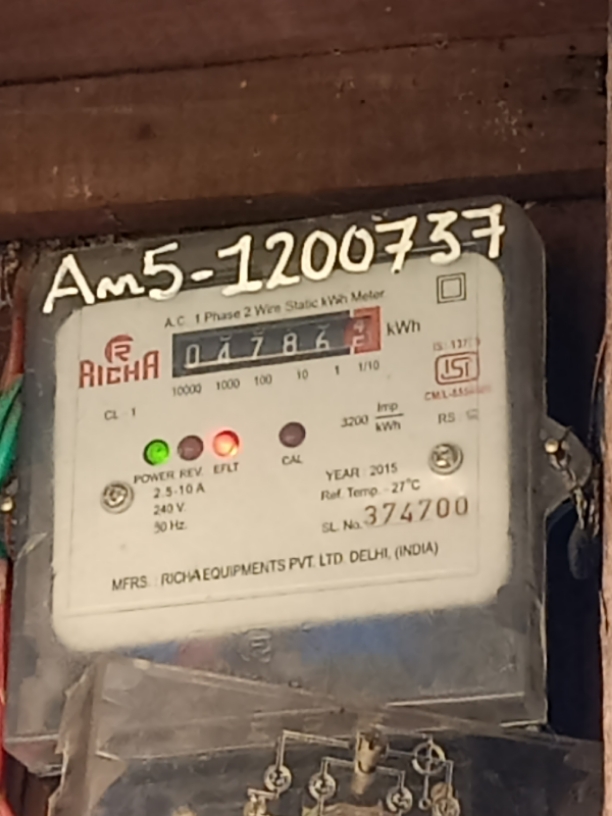 Am5-1200737
A.C. 1 Phase 2 Wire Static kWh Meter
RICHA
04786 kWh
10000 1000 100 10 1 1/10
ISI
CL - 1
3200 Imp/kWh
RS
POWER REV. EFLT CAL
2.5-10 A
240 V.
50 Hz.
YEAR : 2015
Ref. Temp. - 27°C
SL. No. 374700
MFRS. : RICHA EQUIPMENTS PVT. LTD. DELHI, (INDIA)